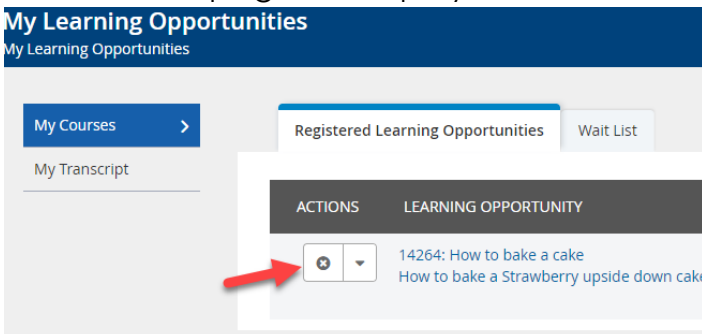 My Learning Opportunities
My Learning Opportunities
My Courses
My Transcript
Registered Learning Opportunities
Wait List
ACTIONS
LEARNING OPPORTUNITY
14264: How to bake a cake
How to bake a Strawberry upside down cake